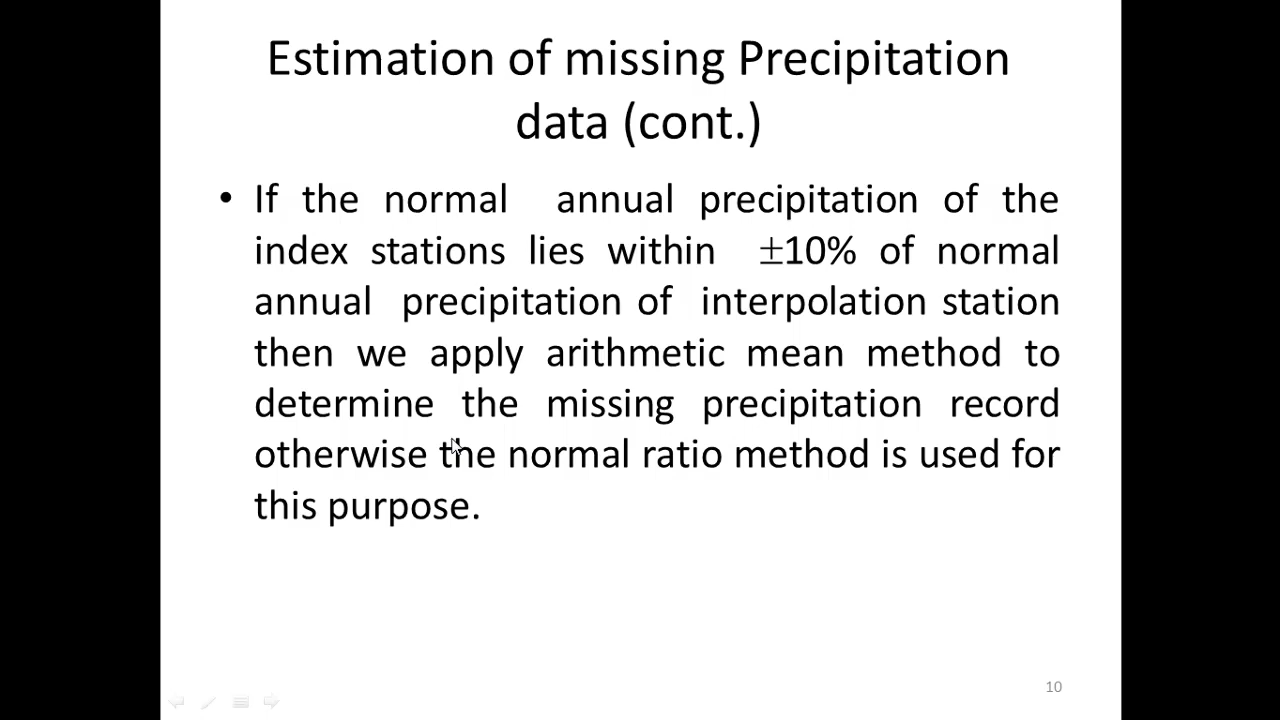 Estimation of missing Precipitation
data (cont.)
• If the normal annual precipitation of the
index stations lies within ±10% of normal
annual precipitation of interpolation station
then we apply arithmetic mean method to
determine the missing precipitation record
otherwise the normal ratio method is used for
this purpose.
10